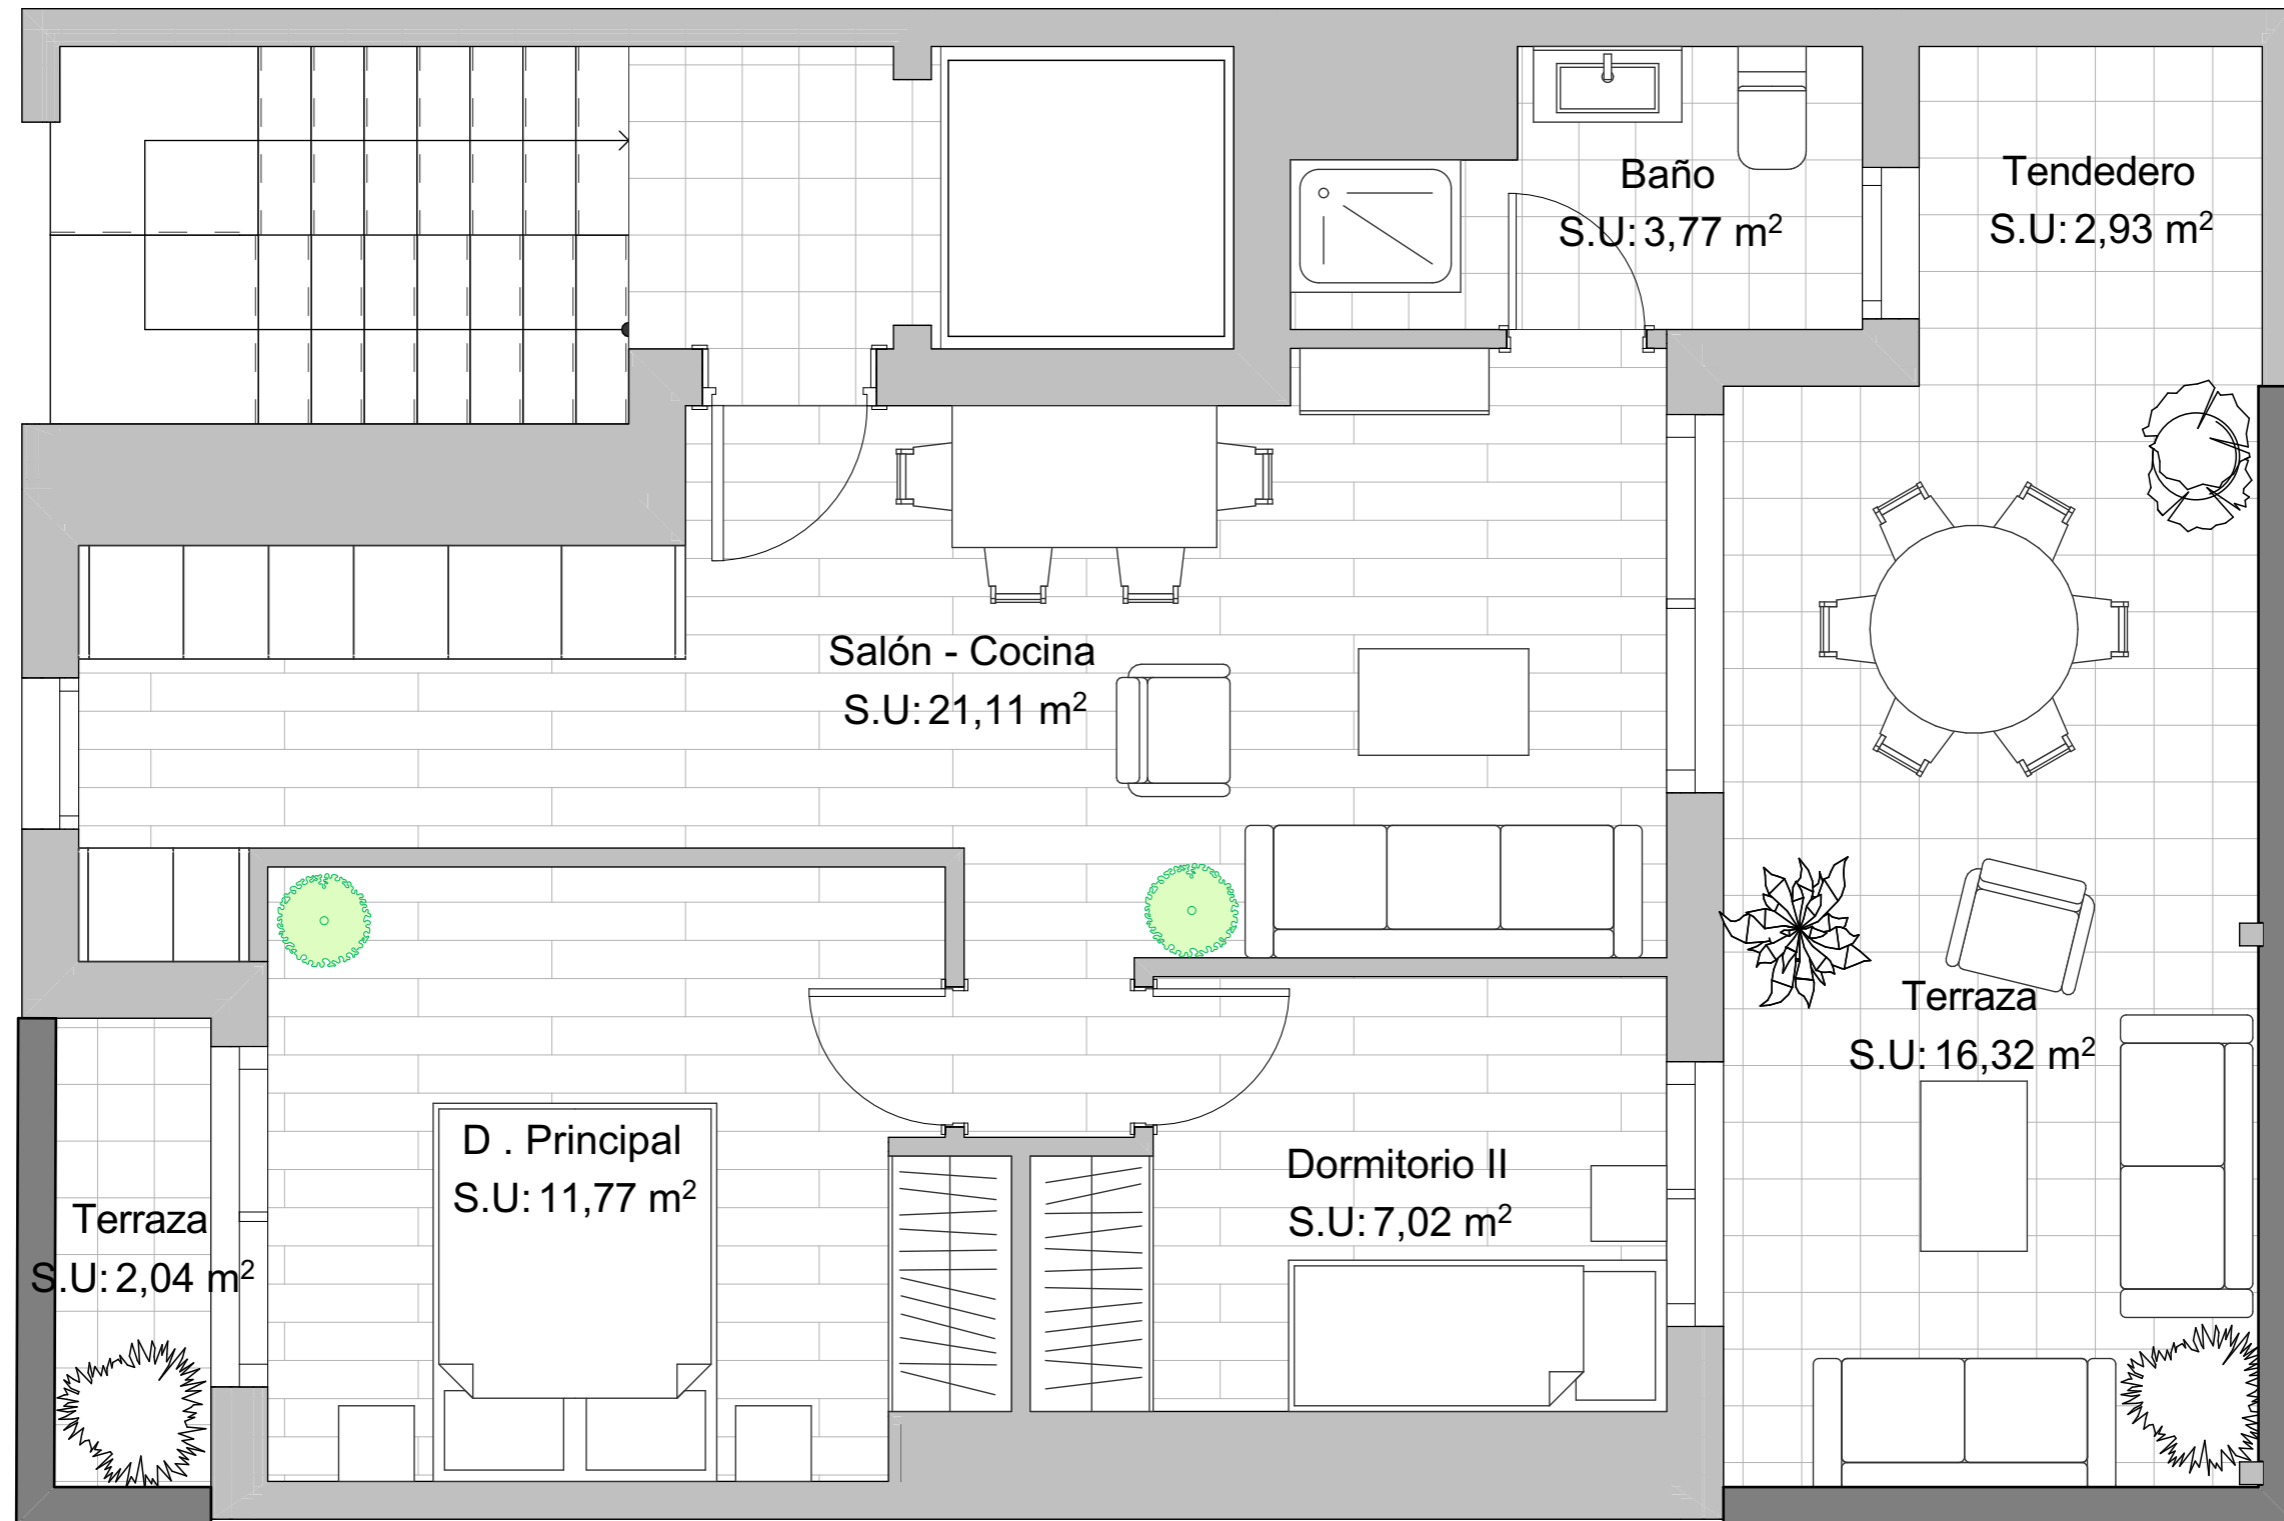 Baño
S.U: 3,77 m²
Tendedero
S.U: 2,93 m²
Salón - Cocina
S.U: 21,11 m²
Terraza
S.U: 16,32 m²
D . Principal
S.U: 11,77 m²
Dormitorio II
S.U: 7,02 m²
Terraza
S.U: 2,04 m²